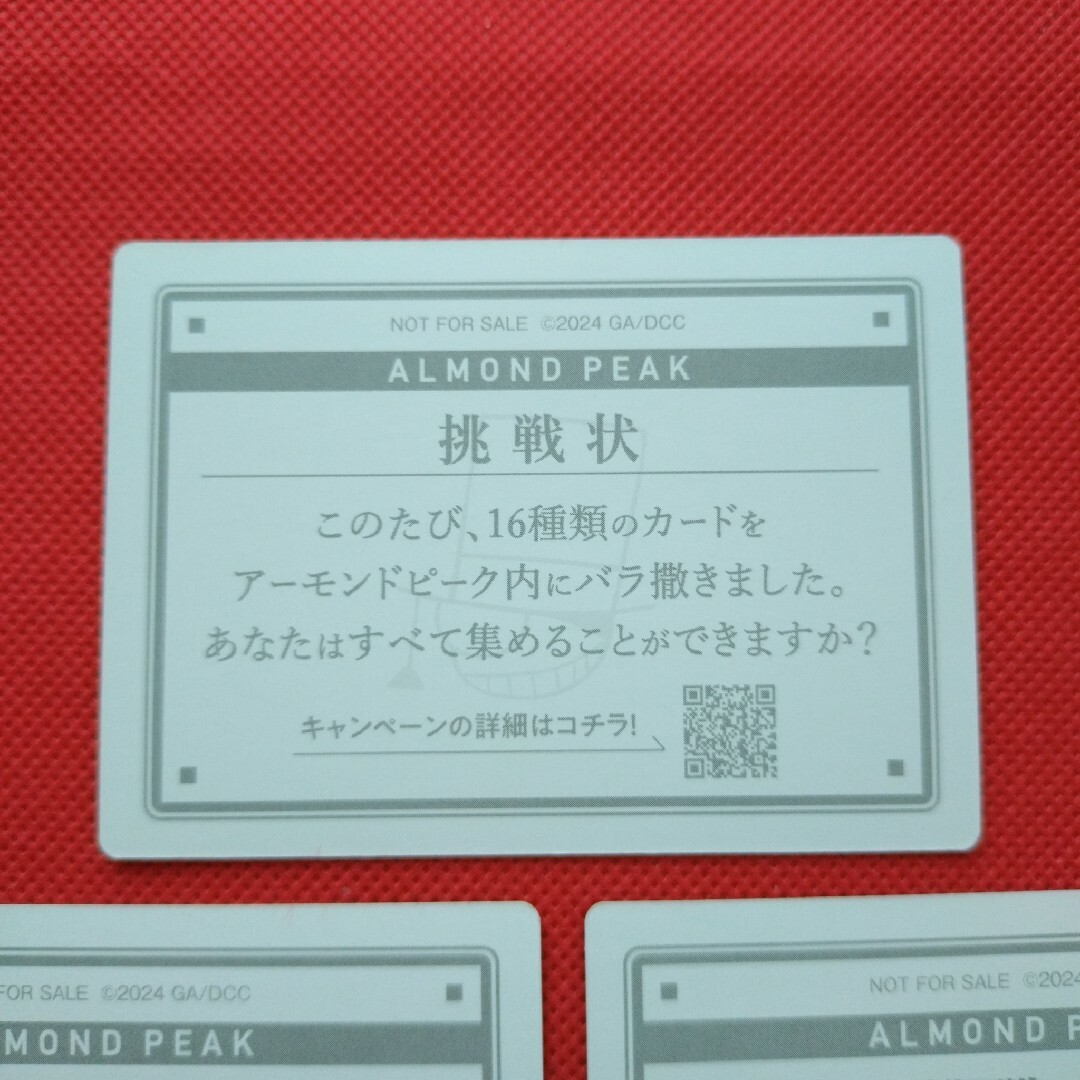 NOT FOR SALE ©2024 GA/DCC
ALMOND PEAK
挑戦状
このたび、16種類のカードを
アーモンドピーク内にバラ撒きました。
あなたはすべて集めることができますか?
キャンペーンの詳細はコチラ!
FOR SALE ©2024 GA/DCC
MOND PEAK
NOT FOR SALE ©202
ALMOND